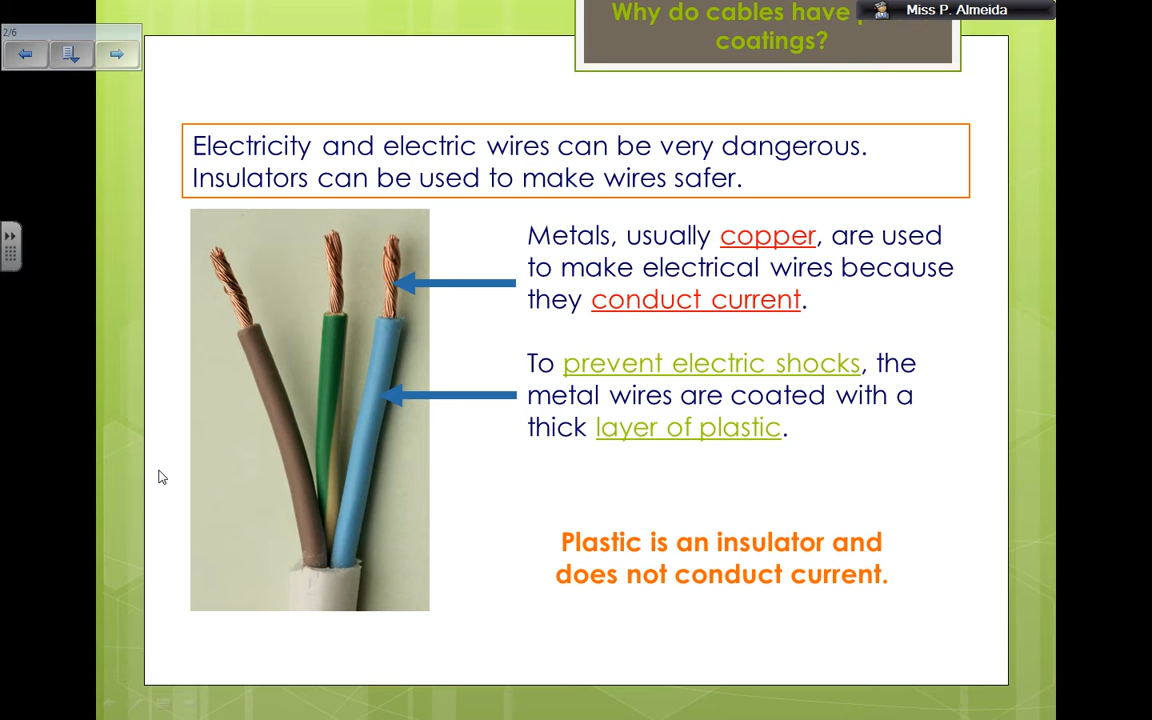 2/6
Miss P. Almeida
Why do cables have
coatings?
Electricity and electric wires can be very dangerous.
Insulators can be used to make wires safer.
Metals, usually copper, are used
to make electrical wires because
they conduct current.
To prevent electric shocks, the
metal wires are coated with a
thick layer of plastic.
Plastic is an insulator and
does not conduct current.